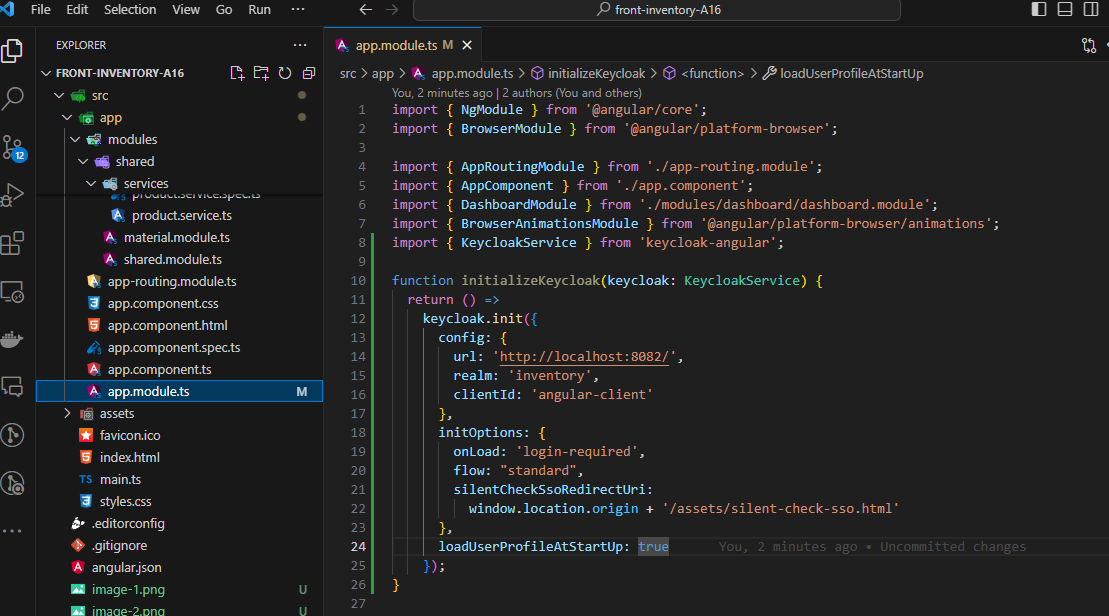 File Edit Selection View Go Run ··· front-inventory-A16
EXPLORER ···
FRONT-INVENTORY-A16
src
app
modules
shared
services
product.service.spec.ts
product.service.ts
material.module.ts
shared.module.ts
app-routing.module.ts
app.component.css
app.component.html
app.component.spec.ts
app.component.ts
app.module.ts M
assets
favicon.ico
index.html
TS main.ts
styles.css
.editorconfig
.gitignore
angular.json
image-1.png U
image-2.png U
12
app.module.ts M
src > app > app.module.ts > initializeKeycloak > <function> > loadUserProfileAtStartUp
You, 2 minutes ago | 2 authors (You and others)
1 import { NgModule } from '@angular/core';
2 import { BrowserModule } from '@angular/platform-browser';
3
4 import { AppRoutingModule } from './app-routing.module';
5 import { AppComponent } from './app.component';
6 import { DashboardModule } from './modules/dashboard/dashboard.module';
7 import { BrowserAnimationsModule } from '@angular/platform-browser/animations';
8 import { KeycloakService } from 'keycloak-angular';
9
10 function initializeKeycloak(keycloak: KeycloakService) {
11 return () =>
12 keycloak.init({
13 config: {
14 url: 'http://localhost:8082/',
15 realm: 'inventory',
16 clientId: 'angular-client'
17 },
18 initOptions: {
19 onLoad: 'login-required',
20 flow: "standard",
21 silentCheckSsoRedirectUri:
22 window.location.origin + '/assets/silent-check-sso.html'
23 },
24 loadUserProfileAtStartUp: true You, 2 minutes ago • Uncommitted changes
25 });
26 }
27